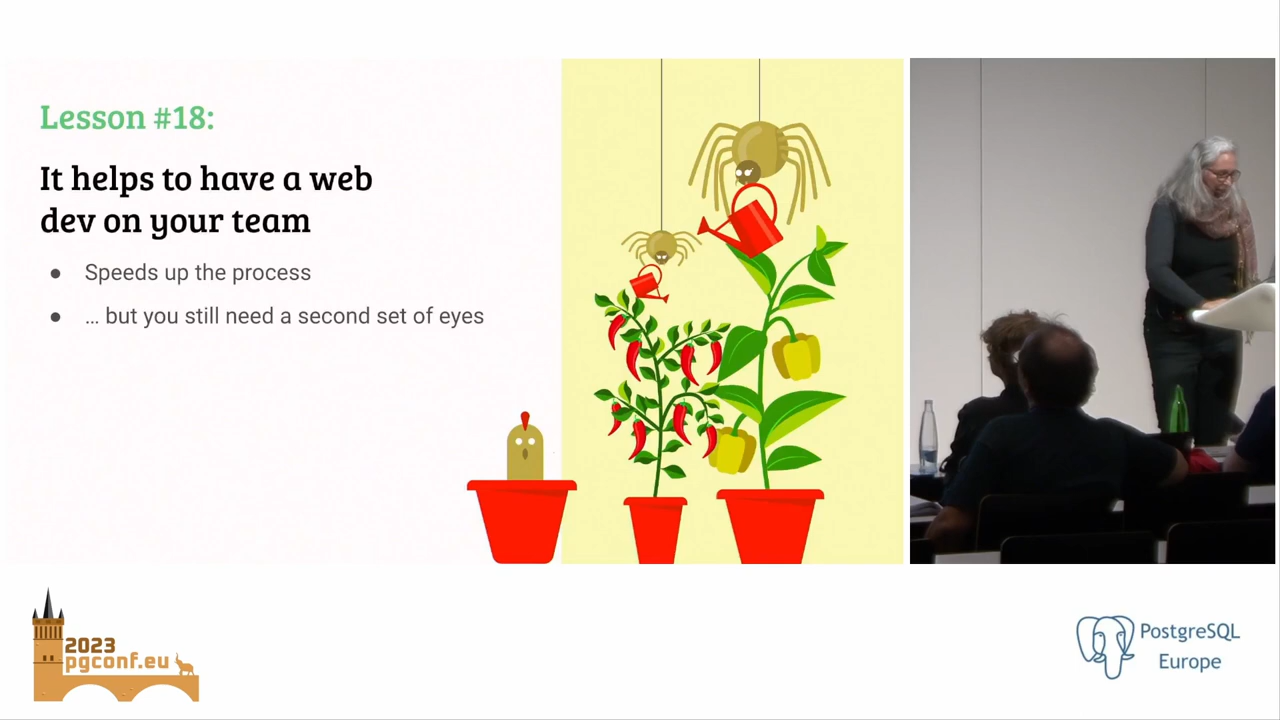 Lesson #18:
It helps to have a web
dev on your team
● Speeds up the process
● … but you still need a second set of eyes
2023
pgconf.eu
PostgreSQL
Europe